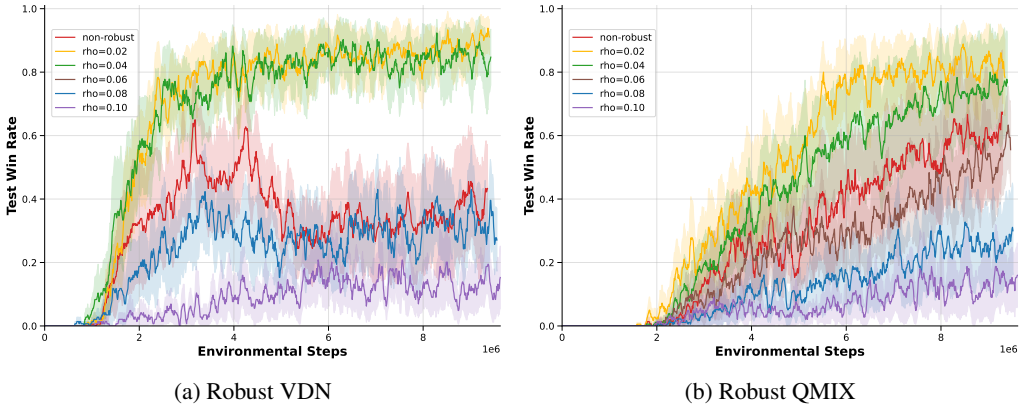 1.0
0.8
0.6
0.4
0.2
0.0
Test Win Rate
non-robust
rho=0.02
rho=0.04
rho=0.06
rho=0.08
rho=0.10
0 2 4 6 8
1e6
Environmental Steps
(a) Robust VDN
1.0
0.8
0.6
0.4
0.2
0.0
Test Win Rate
non-robust
rho=0.02
rho=0.04
rho=0.06
rho=0.08
rho=0.10
0 2 4 6 8
1e6
Environmental Steps
(b) Robust QMIX